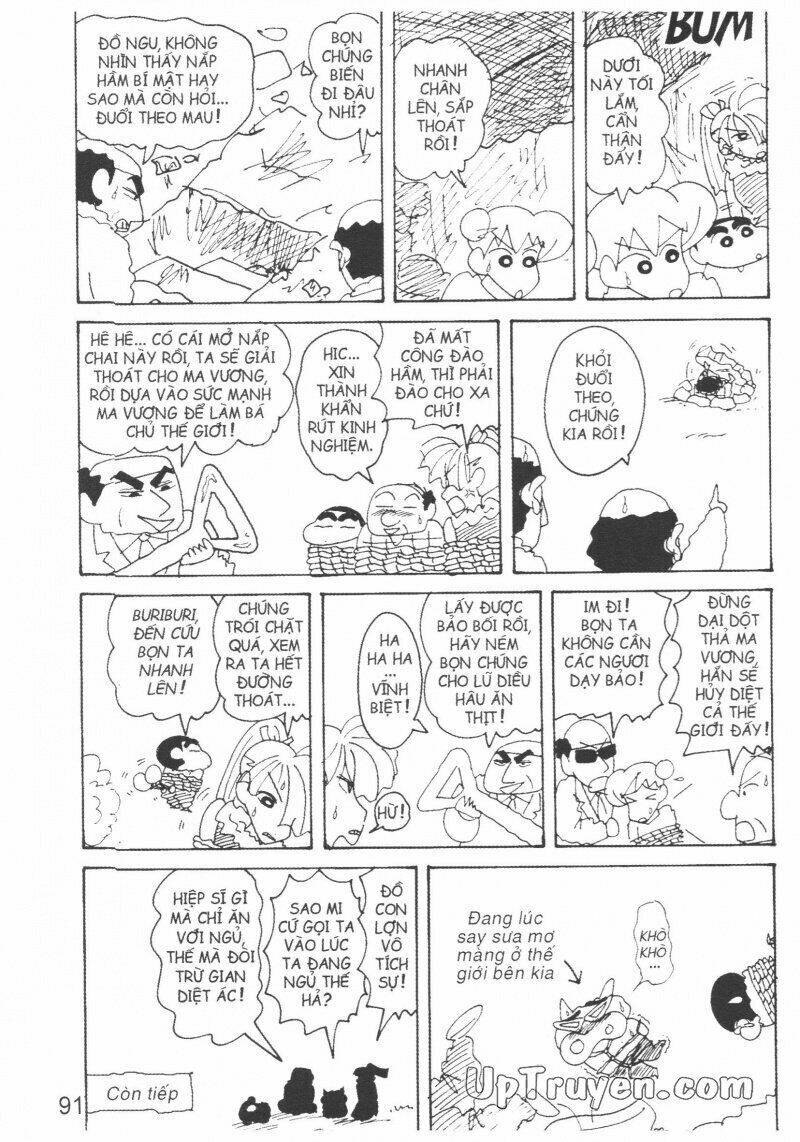 BUM
DƯỚI
NÀY TỐI
LẮM,
CẨN
THẬN
ĐẤY!
NHANH
CHÂN
LÊN, SẮP
THOÁT
RỒI!
BỌN
CHÚNG
BIẾN
ĐI ĐÂU
NHỈ?
ĐỒ NGU, KHÔNG
NHÌN THẤY NẮP
HẦM BÍ MẬT HAY
SAO MÀ CÒN HỎI...
ĐUỔI THEO MAU!
KHỎI
ĐUỔI
THEO,
CHÚNG
KIA RỒI!
ĐÃ MẤT
CÔNG ĐÀO
HẦM, THÌ PHẢI
ĐÀO CHO XA
CHỨ!
HIC...
XIN
THÀNH
KHẨN
RÚT KINH
NGHIỆM.
HÊ HÊ... CÓ CÁI MỞ NẮP
CHAI NÀY RỒI, TA SẼ GIẢI
THOÁT CHO MA VƯƠNG,
RỒI DỰA VÀO SỨC MẠNH
MA VƯƠNG ĐỂ LÀM BÁ
CHỦ THẾ GIỚI!
ĐỪNG
DẠI DỘT
THẢ MA
VƯƠNG,
HẮN SẼ
HỦY DIỆT
CẢ THẾ
GIỚI ĐẤY!
IM ĐI!
BỌN TA
KHÔNG CẦN
CÁC NGƯƠI
DẠY BẢO!
LẤY ĐƯỢC
BẢO BỐI RỒI,
HÃY NÉM
BỌN CHÚNG
CHO LŨ DIỀU
HÂU ĂN
THỊT!
HA
HA HA
...
VĨNH
BIỆT!
HỪ!
CHÚNG
TRÓI CHẶT
QUÁ, XEM
RA TA HẾT
ĐƯỜNG
THOÁT...
BURIBURI,
ĐẾN CỨU
BỌN TA
NHANH
LÊN!
KHÒ
KHÒ
...
Đang lúc
say sưa mơ
màng ở thế
giới bên kia
ĐỒ
CON
LỢN
VÔ
TÍCH
SỰ!
SAO MI
CỨ GỌI TA
VÀO LÚC
TA ĐANG
NGỦ THẾ
HẢ?
HIỆP SĨ GÌ
MÀ CHỈ ĂN
VỚI NGỦ,
THẾ MÀ ĐÒI
TRỪ GIAN
DIỆT ÁC!
Còn tiếp
91
UpTruyen.com